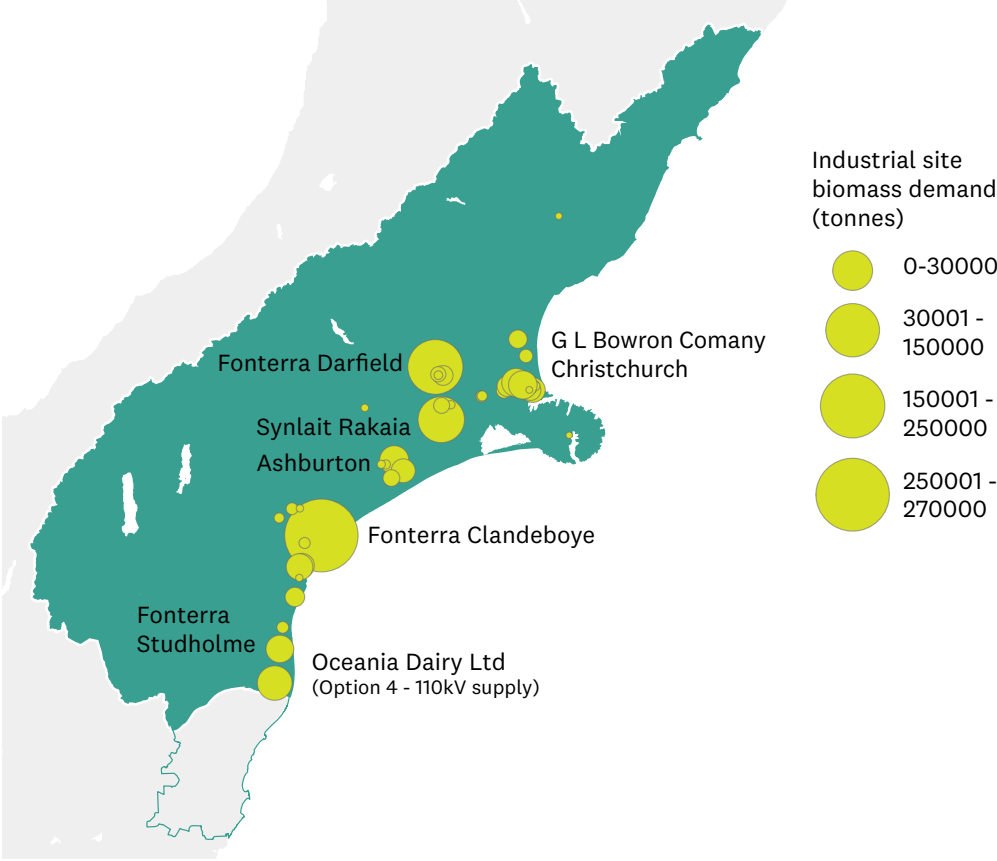 Industrial site
biomass demand
(tonnes)
0-30000
30001 -
150000
150001 -
250000
250001 -
270000
G L Bowron Comany
Christchurch
Fonterra Darfield
Synlait Rakaia
Ashburton
Fonterra Clandeboye
Fonterra
Studholme
Oceania Dairy Ltd
(Option 4 - 110kV supply)